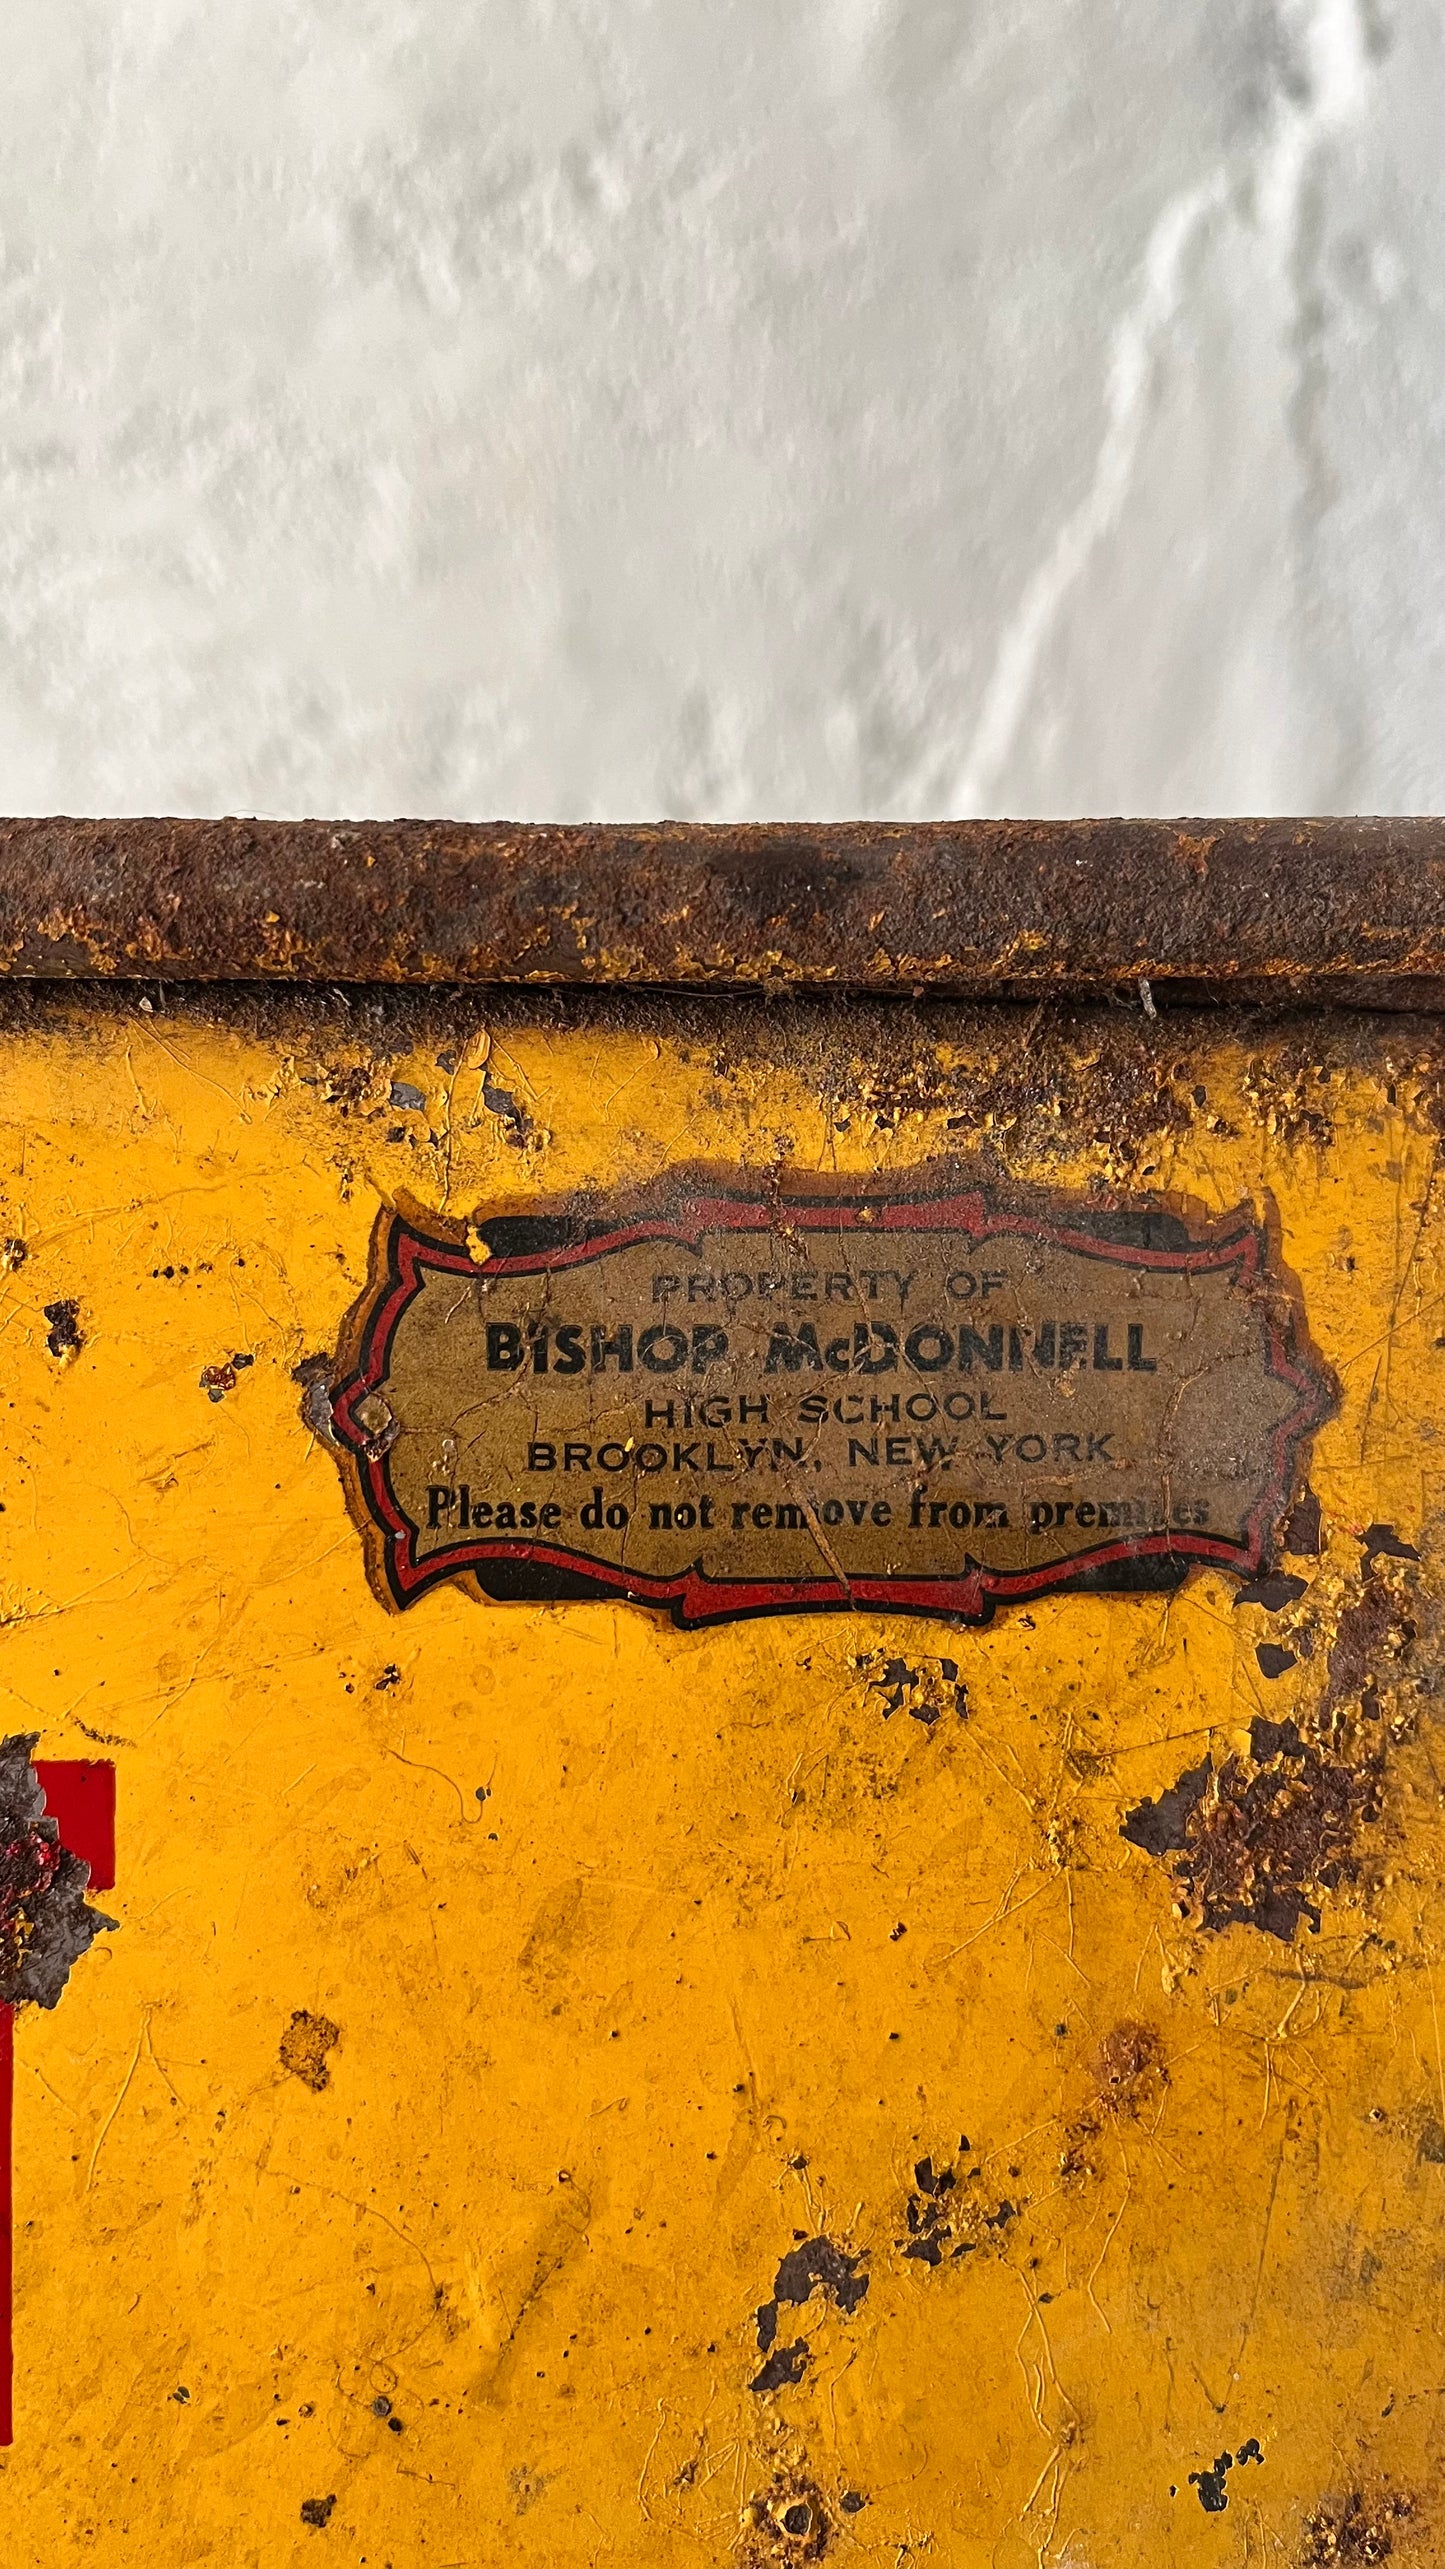 PROPERTY OF
BISHOP McDONNELL
HIGH SCHOOL
BROOKLYN, NEW YORK
Please do not remove from premises